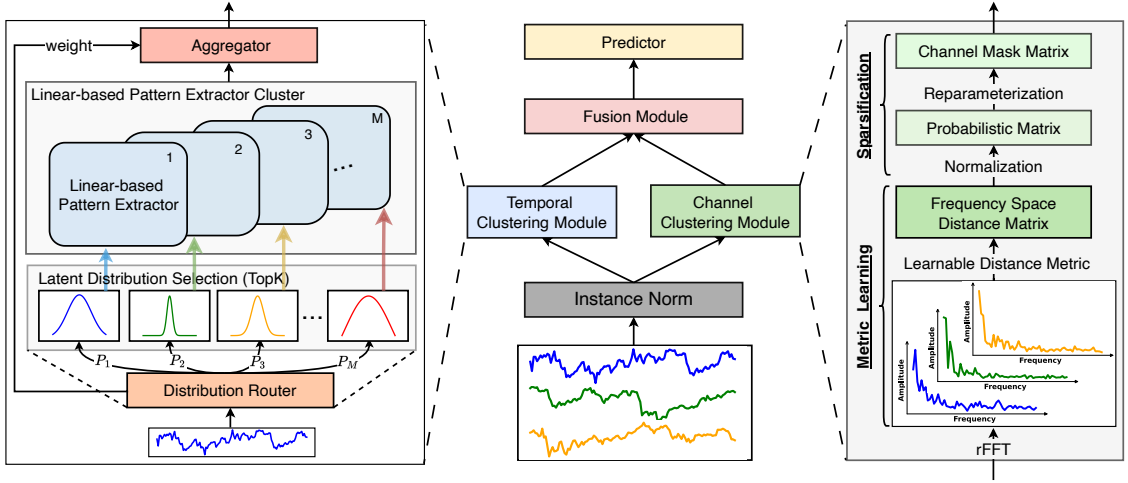 Aggregator
weight
Linear-based Pattern Extractor Cluster
M
3
2
1
...
Linear-based
Pattern Extractor
Latent Distribution Selection (TopK)
...
P1
P2
P3
PM
Distribution Router
Predictor
Fusion Module
Temporal
Clustering Module
Channel
Clustering Module
Instance Norm
Sparsification
Channel Mask Matrix
Reparameterization
Probabilistic Matrix
Normalization
Metric Learning
Frequency Space
Distance Matrix
Learnable Distance Metric
Amplitude
Frequency
Amplitude
Frequency
Amplitude
Frequency
rFFT